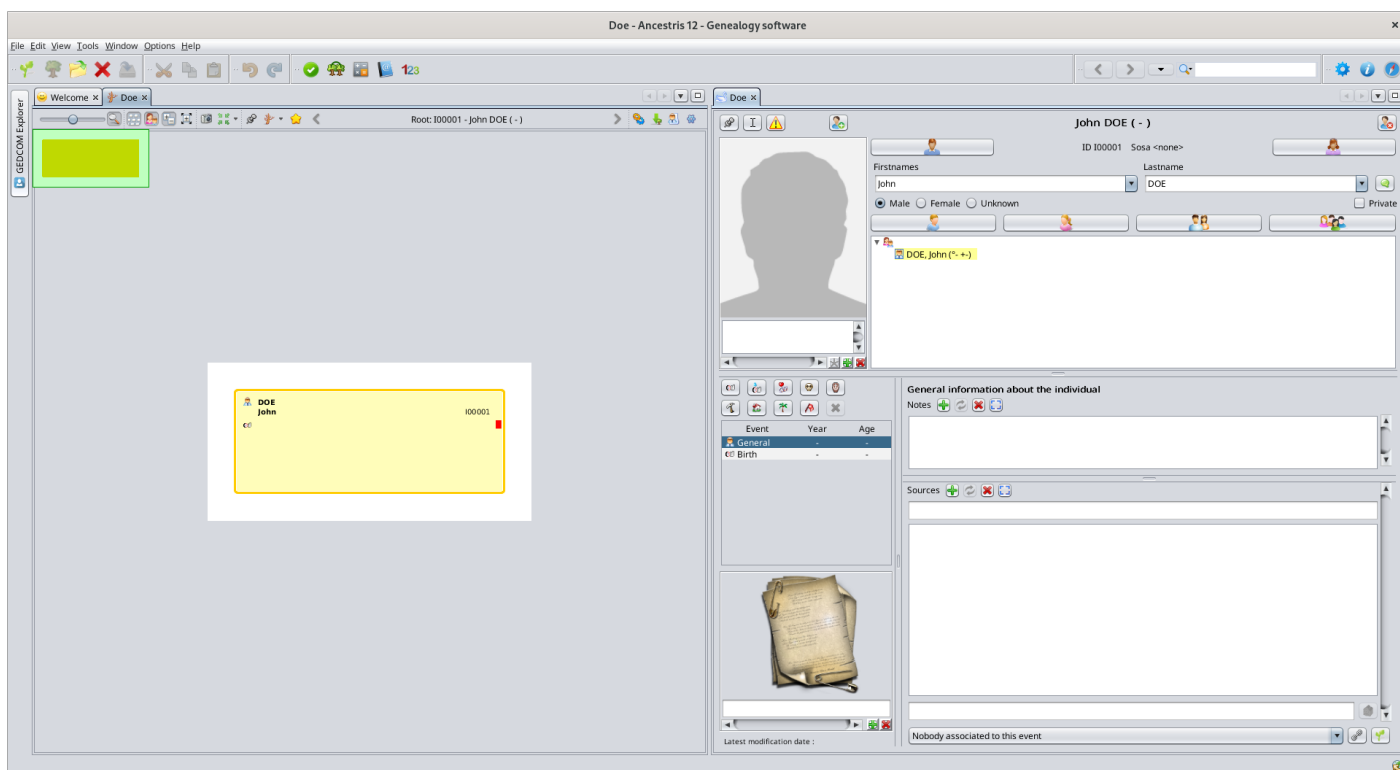 Doe - Ancestris 12 - Genealogy software
File Edit View Tools Window Options Help
123
GEDCOM Explorer
Welcome
Doe
Root: I00001 - John DOE ( - )
DOE
John
I00001
Doe
John DOE ( - )
ID I00001 Sosa <none>
Firstnames
Lastname
John
DOE
Male
Female
Unknown
Private
DOE, John (°- +-)
Event Year Age
General - -
Birth - -
General information about the individual
Notes
Sources
Latest modification date :
Nobody associated to this event